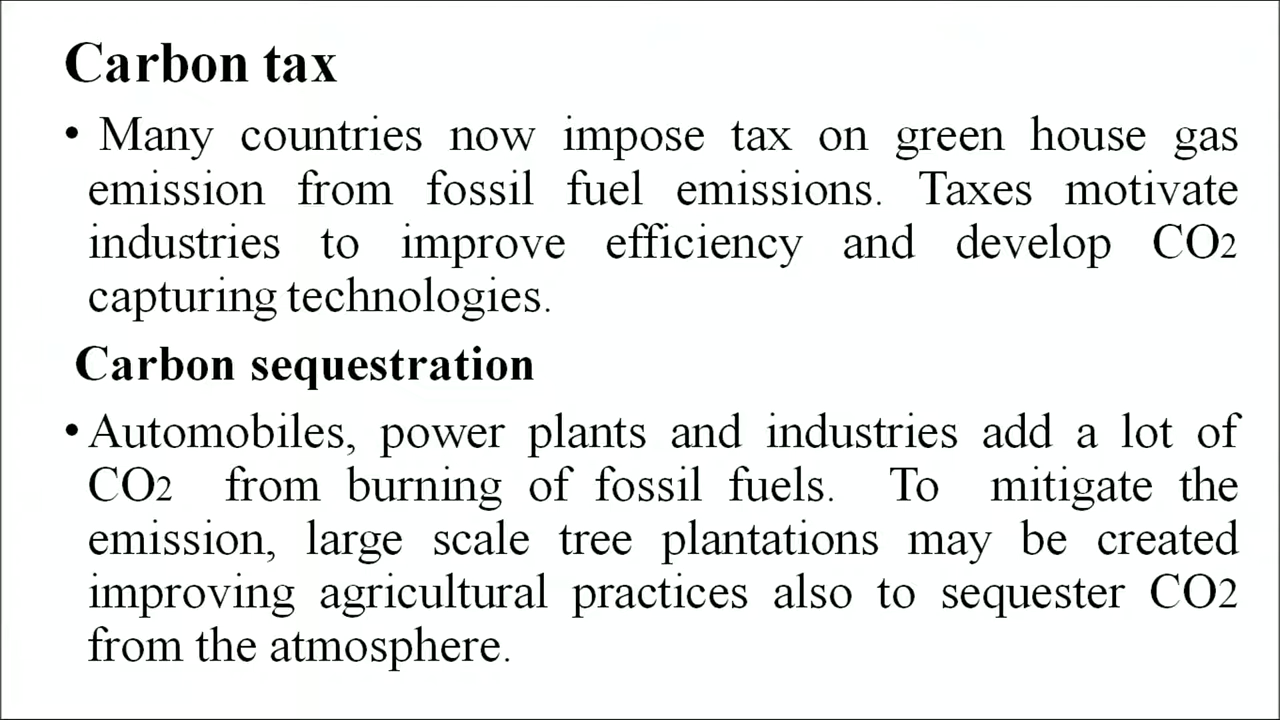 Carbon tax
• Many countries now impose tax on green house gas
emission from fossil fuel emissions. Taxes motivate
industries to improve efficiency and develop CO2
capturing technologies.
Carbon sequestration
• Automobiles, power plants and industries add a lot of
CO2 from burning of fossil fuels. To mitigate the
emission, large scale tree plantations may be created
improving agricultural practices also to sequester CO2
from the atmosphere.